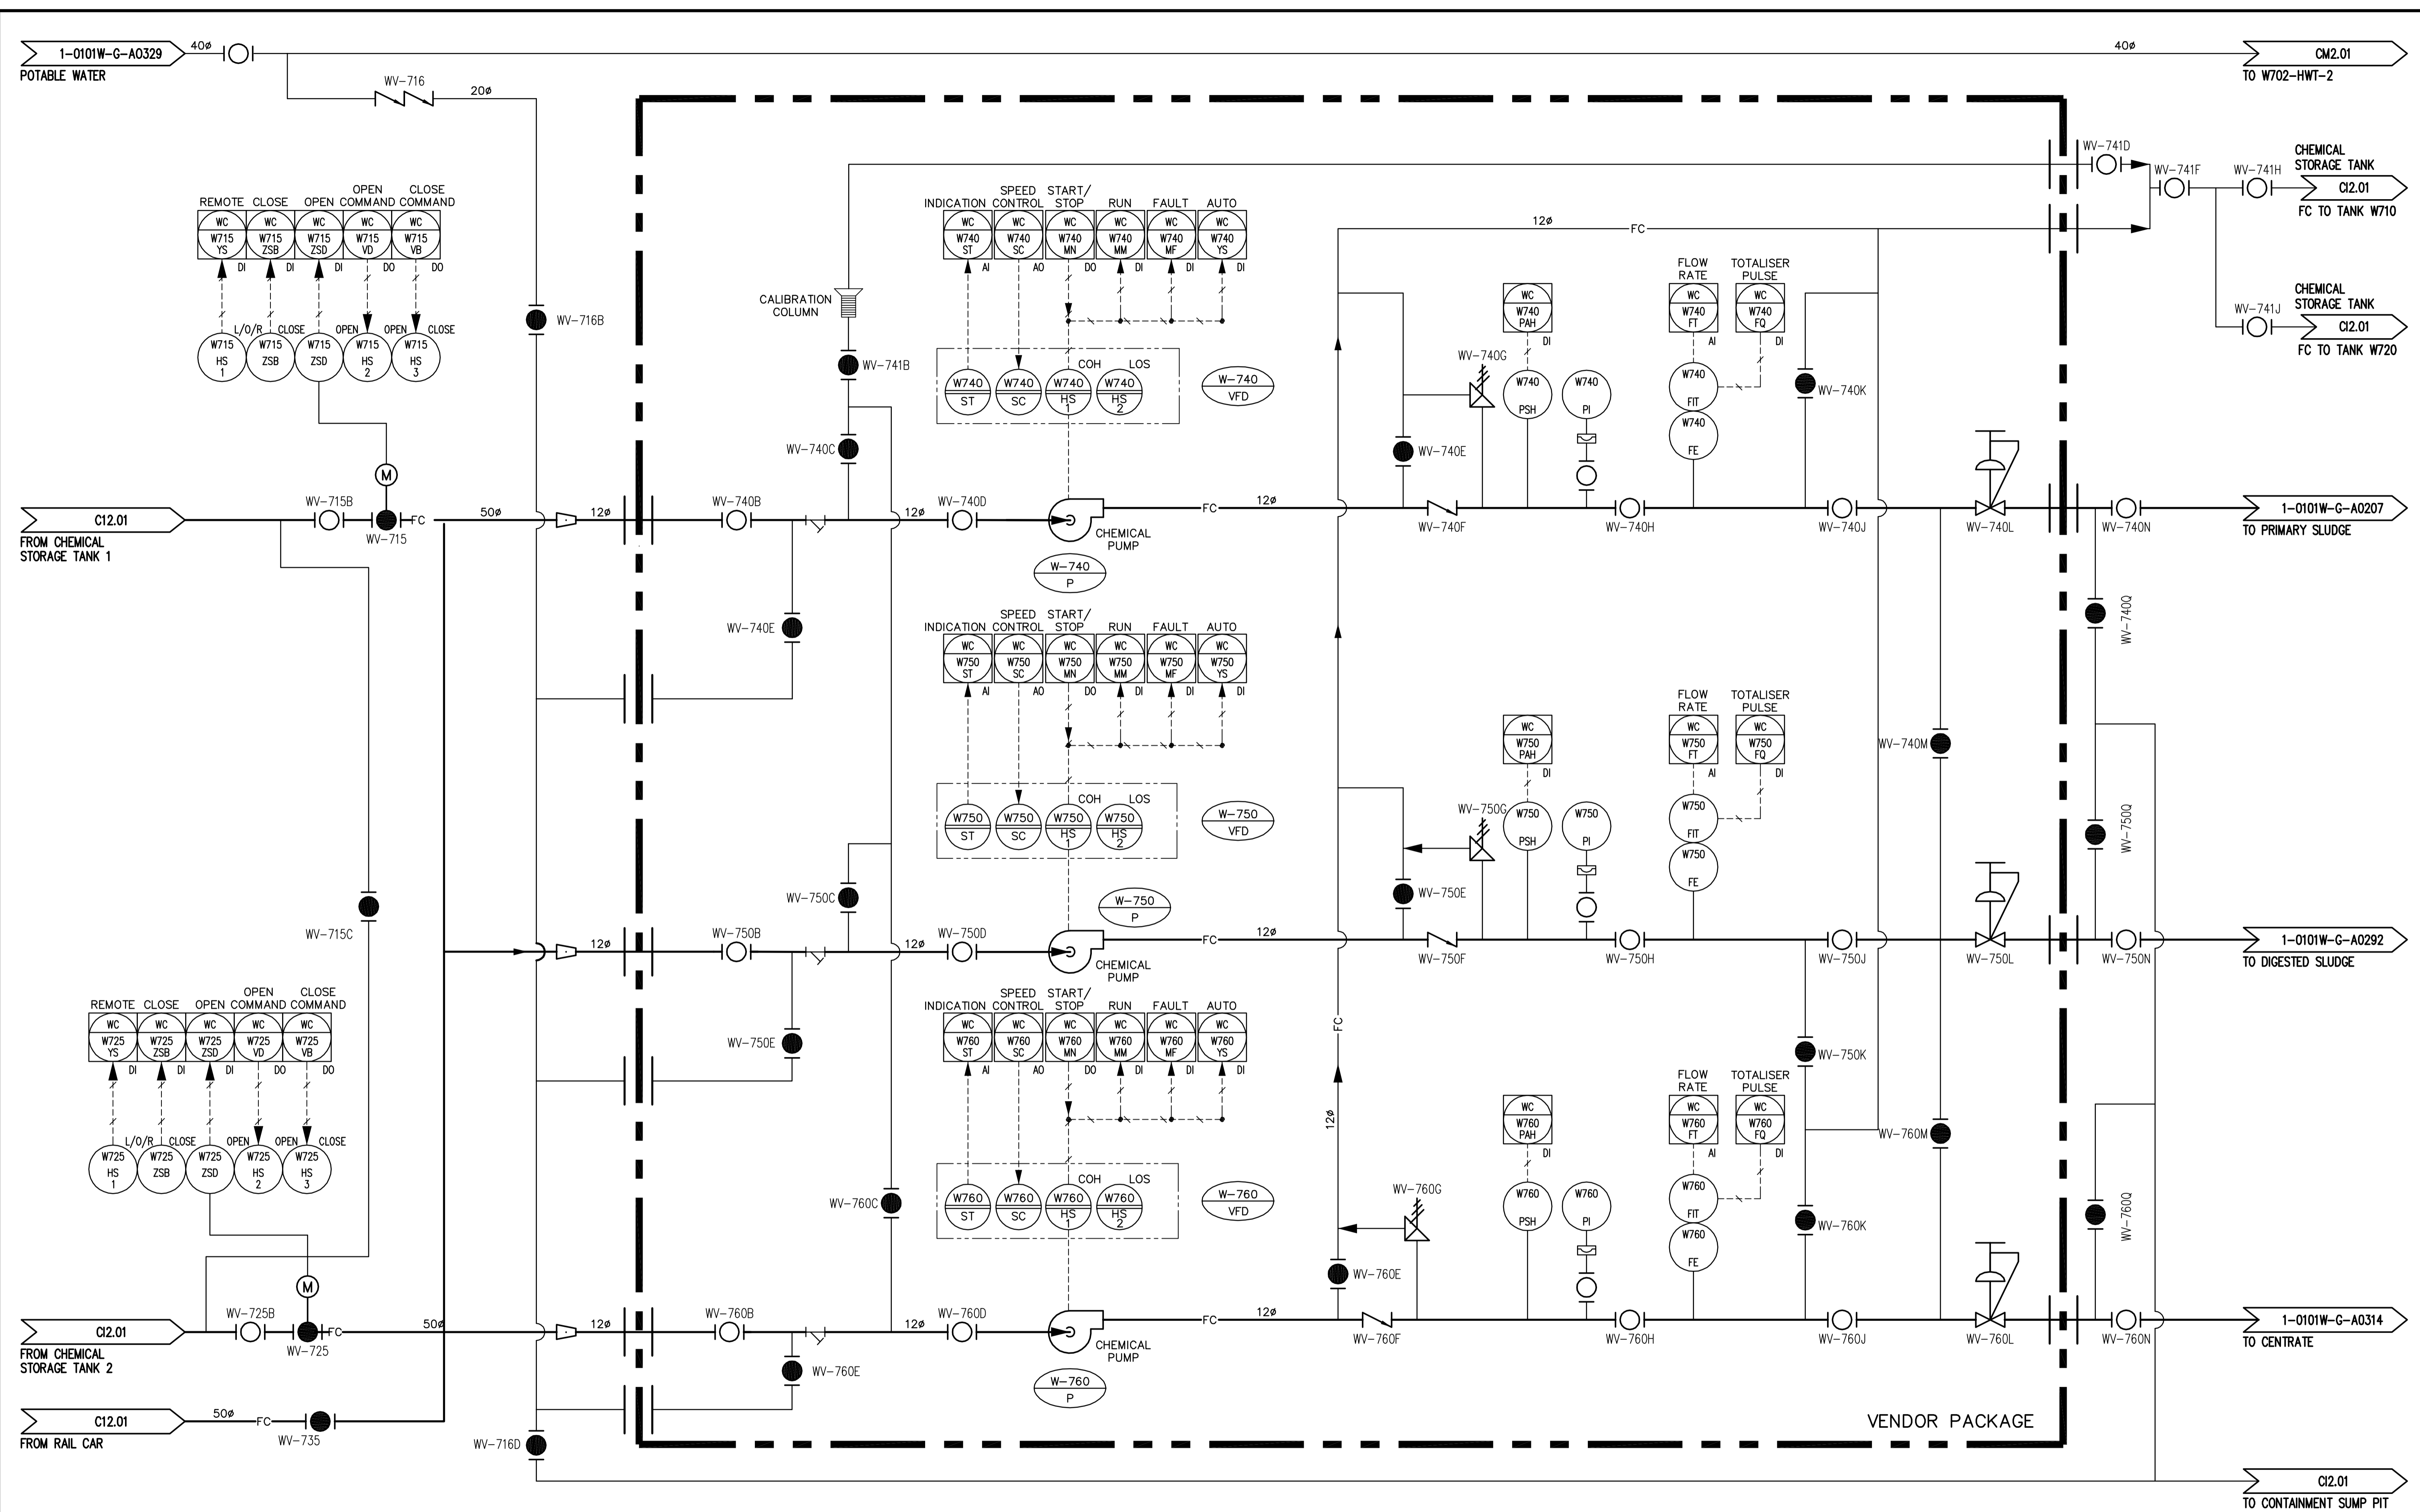 1-0101W-G-A0329
POTABLE WATER
40ø
40ø
CM2.01
TO W702-HWT-2
WV-716
20ø
WV-741D
WV-741F
WV-741H
CHEMICAL
STORAGE TANK
CI2.01
FC TO TANK W710
CHEMICAL
STORAGE TANK
WV-741J
CI2.01
FC TO TANK W720
REMOTE CLOSE OPEN OPEN COMMAND CLOSE COMMAND
WC WC WC WC WC
W715 W715 W715 W715 W715
YS ZSB ZSD VD VB
DI DI DI DO DO
L/O/R CLOSE OPEN OPEN CLOSE
W715 W715 W715 W715 W715
HS ZSB ZSD HS HS
1 2 3
M
WV-716B
CALIBRATION
COLUMN
WV-741B
WV-740C
INDICATION SPEED CONTROL START/ STOP RUN FAULT AUTO
WC WC WC WC WC WC
W740 W740 W740 W740 W740 W740
ST SC MN MM MF YS
AI AO DO DI DI DI
COH LOS
W740 W740 W740 W740
ST SC HS HS
1 2
W-740
VFD
12ø
FC
WV-740G
WC
W740
PAH
DI
W740
PSH
W740
PI
FLOW
RATE
WC
W740
FT
AI
TOTALISER
PULSE
WC
W740
FQ
DI
W740
FIT
W740
FE
WV-740K
WV-740E
C12.01
FROM CHEMICAL
STORAGE TANK 1
WV-715B
WV-715
FC
50ø
12ø
WV-740B
12ø
WV-740D
CHEMICAL
PUMP
W-740
P
FC
12ø
WV-740F
WV-740H
WV-740J
WV-740L
WV-740N
1-0101W-G-A0207
TO PRIMARY SLUDGE
WV-740E
WV-740Q
INDICATION SPEED CONTROL START/ STOP RUN FAULT AUTO
WC WC WC WC WC WC
W750 W750 W750 W750 W750 W750
ST SC MN MM MF YS
AI AO DO DI DI DI
COH LOS
W750 W750 W750 W750
ST SC HS HS
1 2
W-750
VFD
WV-750G
WC
W750
PAH
DI
W750
PSH
W750
PI
FLOW
RATE
WC
W750
FT
AI
TOTALISER
PULSE
WC
W750
FQ
DI
W750
FIT
W750
FE
WV-740M
WV-750Q
WV-715C
WV-750C
WV-750E
12ø
WV-750B
12ø
WV-750D
W-750
P
CHEMICAL
PUMP
FC
12ø
WV-750F
WV-750H
WV-750J
WV-750L
WV-750N
1-0101W-G-A0292
TO DIGESTED SLUDGE
WV-750E
WV-750K
REMOTE CLOSE OPEN OPEN COMMAND CLOSE COMMAND
WC WC WC WC WC
W725 W725 W725 W725 W725
YS ZSB ZSD VD VB
DI DI DI DO DO
L/O/R CLOSE OPEN OPEN CLOSE
W725 W725 W725 W725 W725
HS ZSB ZSD HS HS
1 2 3
M
INDICATION SPEED CONTROL START/ STOP RUN FAULT AUTO
WC WC WC WC WC WC
W760 W760 W760 W760 W760 W760
ST SC MN MM MF YS
AI AO DO DI DI DI
COH LOS
W760 W760 W760 W760
ST SC HS HS
1 2
W-760
VFD
FC
12ø
WV-760G
WC
W760
PAH
DI
W760
PSH
W760
PI
FLOW
RATE
WC
W760
FT
AI
TOTALISER
PULSE
WC
W760
FQ
DI
W760
FIT
W760
FE
WV-760M
WV-760K
WV-760Q
WV-760C
WV-760E
CI2.01
FROM CHEMICAL
STORAGE TANK 2
WV-725B
WV-725
FC
50ø
12ø
WV-760B
12ø
WV-760D
CHEMICAL
PUMP
W-760
P
FC
12ø
WV-760F
WV-760H
WV-760J
WV-760L
WV-760N
1-0101W-G-A0314
TO CENTRATE
WV-760E
C12.01
FROM RAIL CAR
50ø
FC
WV-735
WV-716D
VENDOR PACKAGE
CI2.01
TO CONTAINMENT SUMP PIT